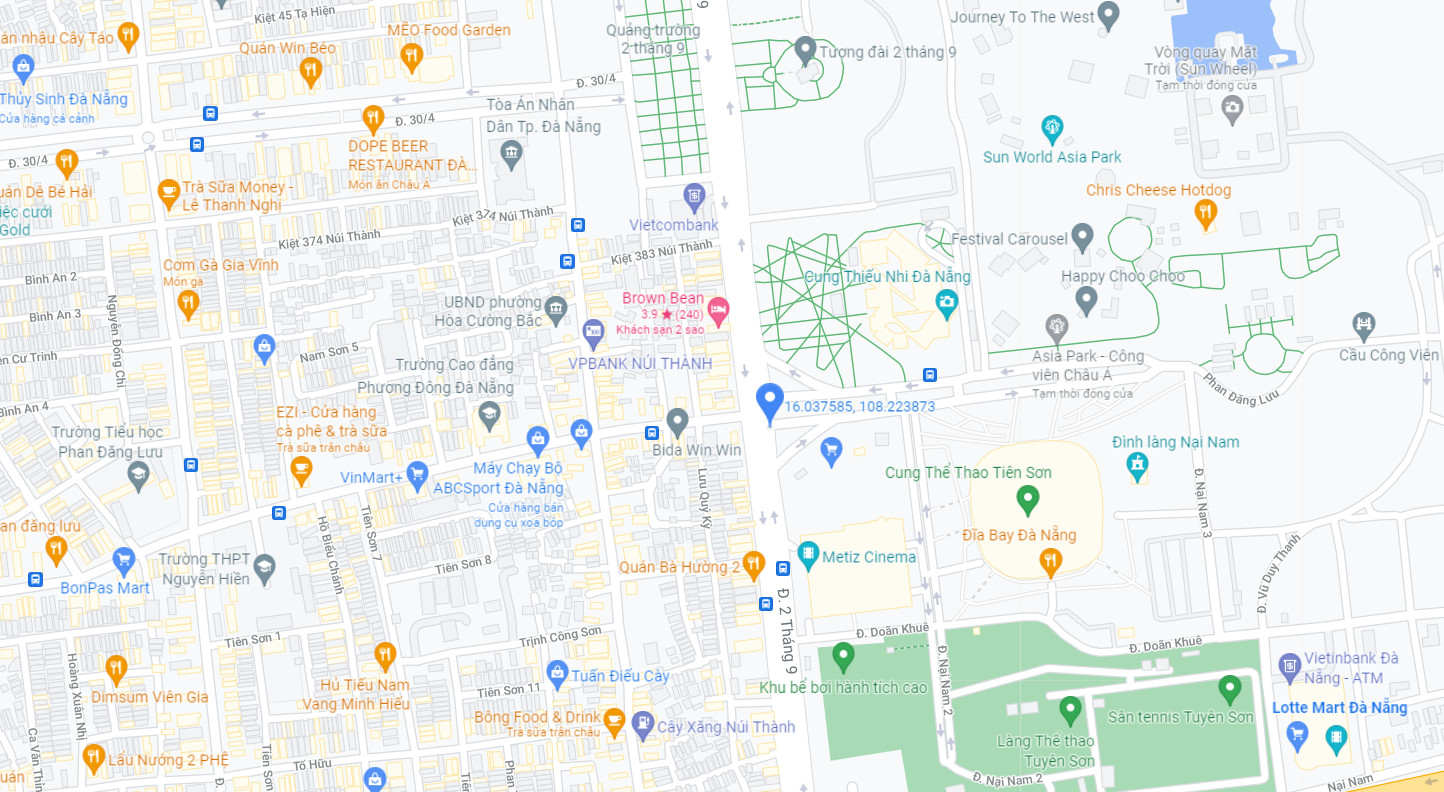 Kiệt 45 Tạ Hiện
MẸO Food Garden
án nhậu Cây Táo
Quán Win Béo
Quảng trường
2 tháng 9
9
Journey To The West
Tượng đài 2 tháng 9
Vòng quay Mặt
Trời (Sun Wheel)
Tạm thời đóng cửa
Thủy Sinh Đà Nẵng
Cửa hàng cá cảnh
Đ. 30/4
Đ. 30/4
Đ. 30/4
Tòa Án Nhân
Dân Tp. Đà Nẵng
DOPE BEER
RESTAURANT ĐÀ...
Món ăn Châu Á
Sun World Asia Park
uán Dê Bé Hải
iệc cưới
Gold
Trà Sữa Money -
Lê Thanh Nghị
Chris Cheese Hotdog
Kiệt 374 Núi Thành
Kiệt 374 Núi Thành
Vietcombank
Kiệt 383 Núi Thành
Festival Carousel
Cung Thiếu Nhi Đà Nẵng
Happy Choo Choo
Bình An 2
Bình An 3
Cơm Gà Gia Vĩnh
Món gà
Nguyễn Đổng Chi
UBND phường
Hòa Cường Bắc
Brown Bean
3.9 ★ (240)
Khách sạn 2 sao
VPBANK NÚI THÀNH
Nam Sơn 5
ễn Cư Trinh
Trường Cao đẳng
Phương Đông Đà Nẵng
Asia Park - Công
viên Châu Á
Tạm thời đóng cửa
Cầu Công Viên
Phan Đăng Lưu
Bình An 4
16.037585, 108.223873
EZI - Cửa hàng
cà phê & trà sữa
Trà sữa trân châu
Trường Tiểu học
Phan Đăng Lưu
Bida Win Win
Đình làng Nại Nam
Cung Thể Thao Tiên Sơn
VinMart+
Máy Chạy Bộ
ABCSport Đà Nẵng
Cửa hàng bán
dụng cụ xoa bóp
Lưu Quý Kỳ
Đ. Nại Nam 3
an đăng lưu
Hồ Biểu Chánh
Tiên Sơn 7
Đĩa Bay Đà Nẵng
Trường THPT
Nguyễn Hiền
BonPas Mart
Tiên Sơn 8
Quán Bà Hường 2
Metiz Cinema
Đ. Vũ Duy Thanh
Đ. 2 Tháng 9
Tiên Sơn 1
Trịnh Công Sơn
Đ. Doãn Khuê
Đ. Doãn Khuê
Hoàng Xuân Nhị
Dimsum Viên Gia
Hủ Tiếu Nam
Vang Minh Hiếu
Tuấn Điếu Cày
Tiên Sơn 11
Khu bể bơi hành tích cao
Đ. Nại Nam 2
Vietinbank Đà
Nẵng - ATM
Lotte Mart Đà Nẵng
Sân tennis Tuyên Sơn
Bông Food & Drink
Trà sữa trân châu
Cây Xăng Núi Thành
Làng Thể thao
Tuyên Sơn
Ca Văn Thỉn
Lẩu Nướng 2 PHỆ
Tiên Sơn
Tố Hữu
Phan
uán
Đ. Nại Nam 2
Nại Nam